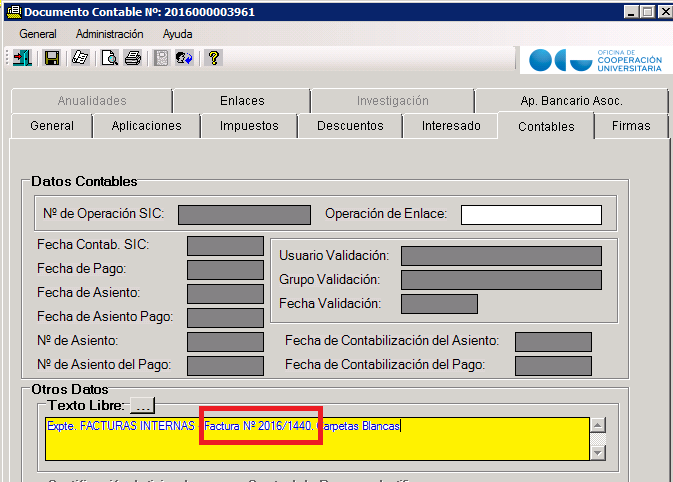 Documento Contable Nº: 2016000003961
General Administración Ayuda
OFICINA DE
COOPERACIÓN
UNIVERSITARIA
Anualidades Enlaces Investigación Ap. Bancario Asoc.
General Aplicaciones Impuestos Descuentos Interesado Contables Firmas
Datos Contables
Nº de Operación SIC: Operación de Enlace:
Fecha Contab. SIC:
Usuario Validación:
Fecha de Pago:
Grupo Validación:
Fecha de Asiento:
Fecha Validación:
Fecha de Asiento Pago:
Nº de Asiento: Fecha de Contabilización del Asiento:
Nº de Asiento del Pago: Fecha de Contabilización del Pago:
Otros Datos
Texto Libre: ...
Expte. FACTURAS INTERNAS - Factura Nº 2016/1440. Carpetas Blancas